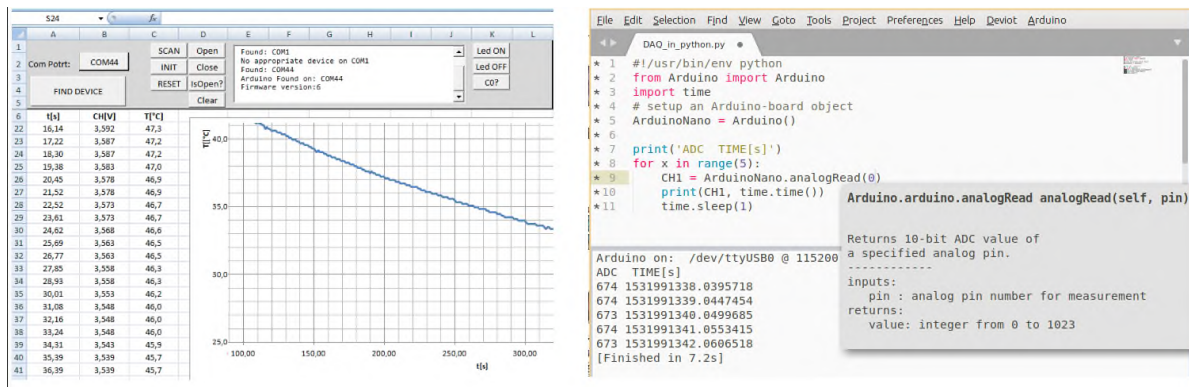 S24 fx
A B C D E F G H I J K L
1 SCAN Open Found: COM1 Led ON
No appropriate device on COM1
2 Com Potrt: COM44 INIT Close Found: COM44 Led OFF
Arduino Found on: COM44
3 RESET IsOpen? Firmware version:6 C0?
4 FIND DEVICE
5 Clear
6 t[s] CH[V] T[°C]
22 16,14 3,592 47,3
23 17,22 3,587 47,2
24 18,30 3,587 47,2
25 19,38 3,583 47,0
26 20,45 3,578 46,9
27 21,52 3,578 46,9
28 22,52 3,573 46,7
29 23,61 3,573 46,7
30 24,62 3,568 46,6
31 25,69 3,563 46,5
32 26,77 3,563 46,5
33 27,85 3,558 46,3
34 28,93 3,558 46,3
35 30,01 3,553 46,2
36 31,08 3,548 46,0
37 32,16 3,548 46,0
38 33,24 3,548 46,0
39 34,31 3,543 45,9
40 35,39 3,539 45,7
41 36,39 3,539 45,7
T[°C]
40,0
35,0
30,0
25,0
100,00 150,00 200,00 250,00 300,00
t[s]
File Edit Selection Find View Goto Tools Project Preferences Help Deviot Arduino
DAQ_in_python.py
* 1 #!/usr/bin/env python
* 2 from Arduino import Arduino
* 3 import time
* 4 # setup an Arduino-board object
* 5 ArduinoNano = Arduino()
* 6
* 7 print('ADC TIME[s]')
* 8 for x in range(5):
* 9 CH1 = ArduinoNano.analogRead(0)
*10 print(CH1, time.time())
*11 time.sleep(1)
Arduino.arduino.analogRead analogRead(self, pin)
Returns 10-bit ADC value of
a specified analog pin.
------------
inputs:
pin : analog pin number for measurement
returns:
value: integer from 0 to 1023
Arduino on: /dev/ttyUSB0 @ 115200
ADC TIME[s]
674 1531991338.0395718
674 1531991339.0447454
673 1531991340.0499685
674 1531991341.0553415
673 1531991342.0606518
[Finished in 7.2s]